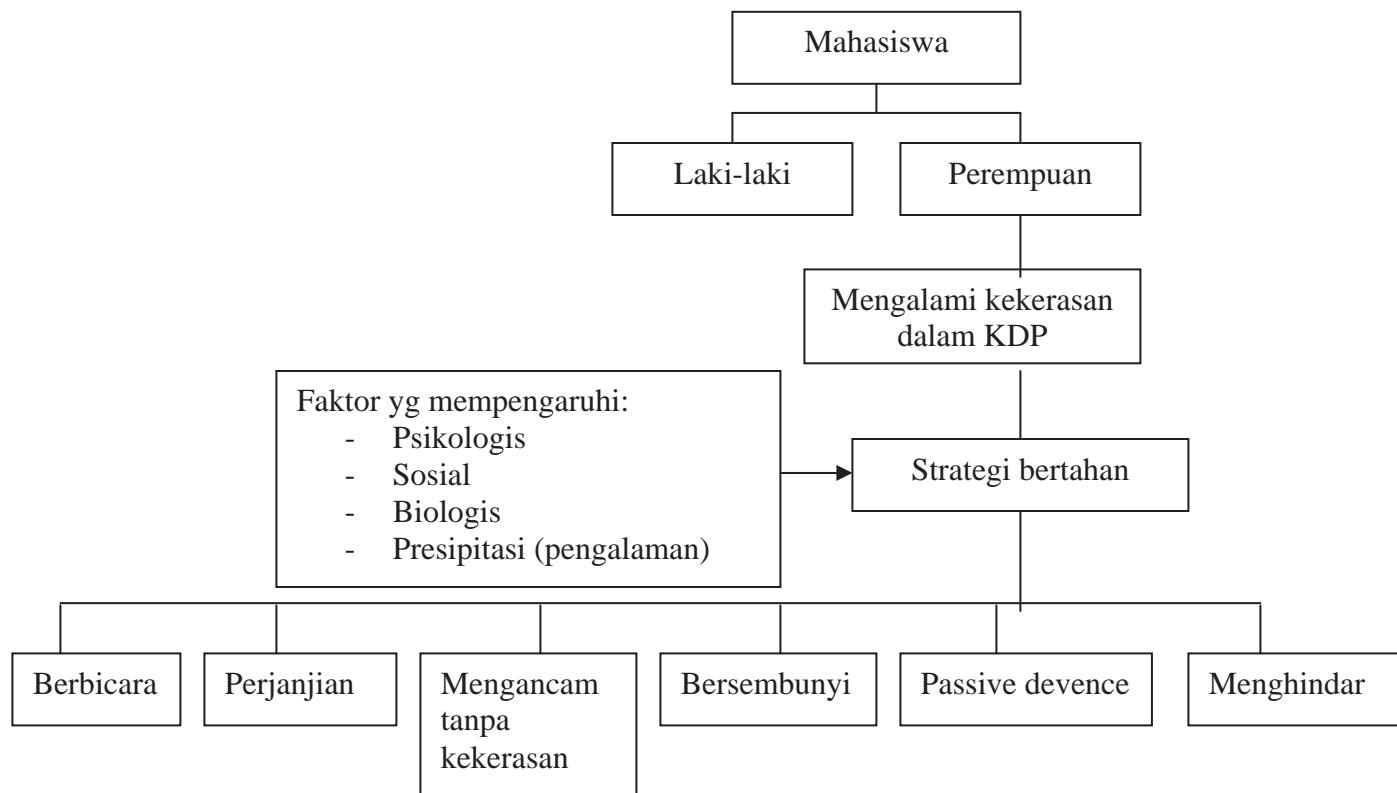 Mahasiswa
Laki-laki
Perempuan
Mengalami kekerasan
dalam KDP
Faktor yg mempengaruhi:
- Psikologis
- Sosial
- Biologis
- Presipitasi (pengalaman)
Strategi bertahan
Berbicara
Perjanjian
Mengancam
tanpa
kekerasan
Bersembunyi
Passive devence
Menghindar